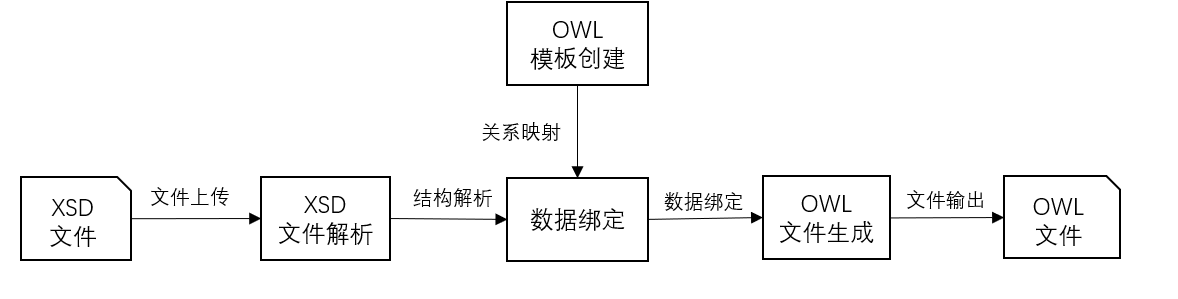 OWL
模板创建
关系映射
XSD
文件
文件上传
XSD
文件解析
结构解析
数据绑定
数据绑定
OWL
文件生成
文件输出
OWL
文件